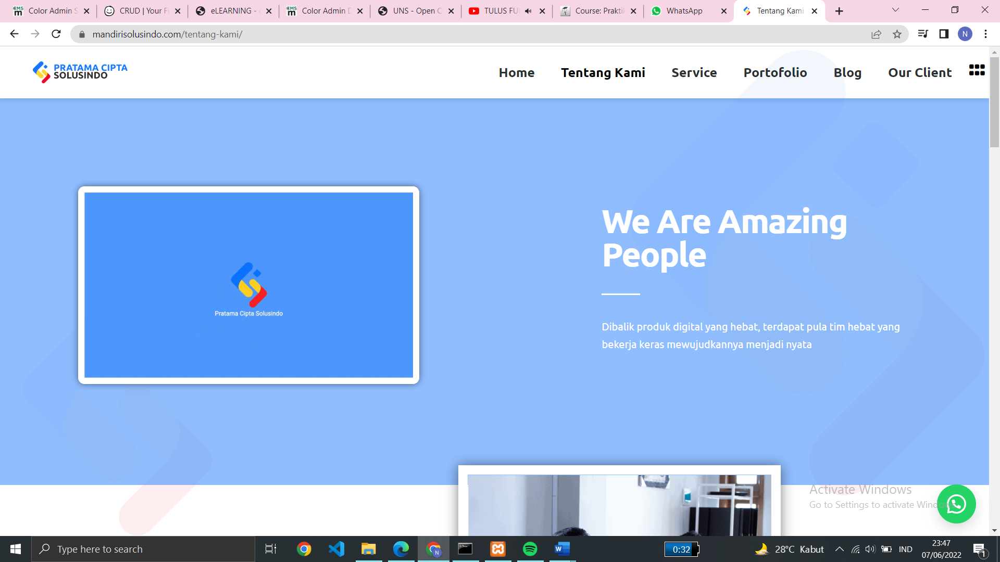 Color Admin S
CRUD | Your Fi
eLEARNING - e
Color Admin D
UNS - Open C
TULUS FUL
Course: Prakti
WhatsApp
Tentang Kami
mandirisolusindo.com/tentang-kami/
N
PRATAMA CIPTA
SOLUSINDO
Home
Tentang Kami
Service
Portofolio
Blog
Our Client
Pratama Cipta Solusindo
We Are Amazing
People
Dibalik produk digital yang hebat, terdapat pula tim hebat yang
bekerja keras mewujudkannya menjadi nyata
Activate Windows
Go to Settings to activate Windows.
Type here to search
0:32
28°C Kabut
IND
23:47
07/06/2022
1